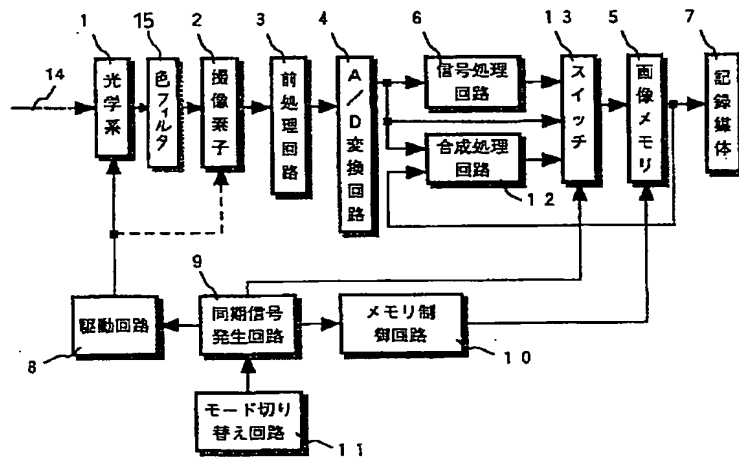 1
15
2
3
4
6
13
5
7
14
光学系
色フィルタ
撮像素子
前処理回路
A/D変換回路
信号処理
回路
合成処理
回路
12
スイッチ
画像メモリ
記録媒体
9
駆動回路
8
同期信号
発生回路
メモリ制
御回路
10
モード切り
替え回路
11